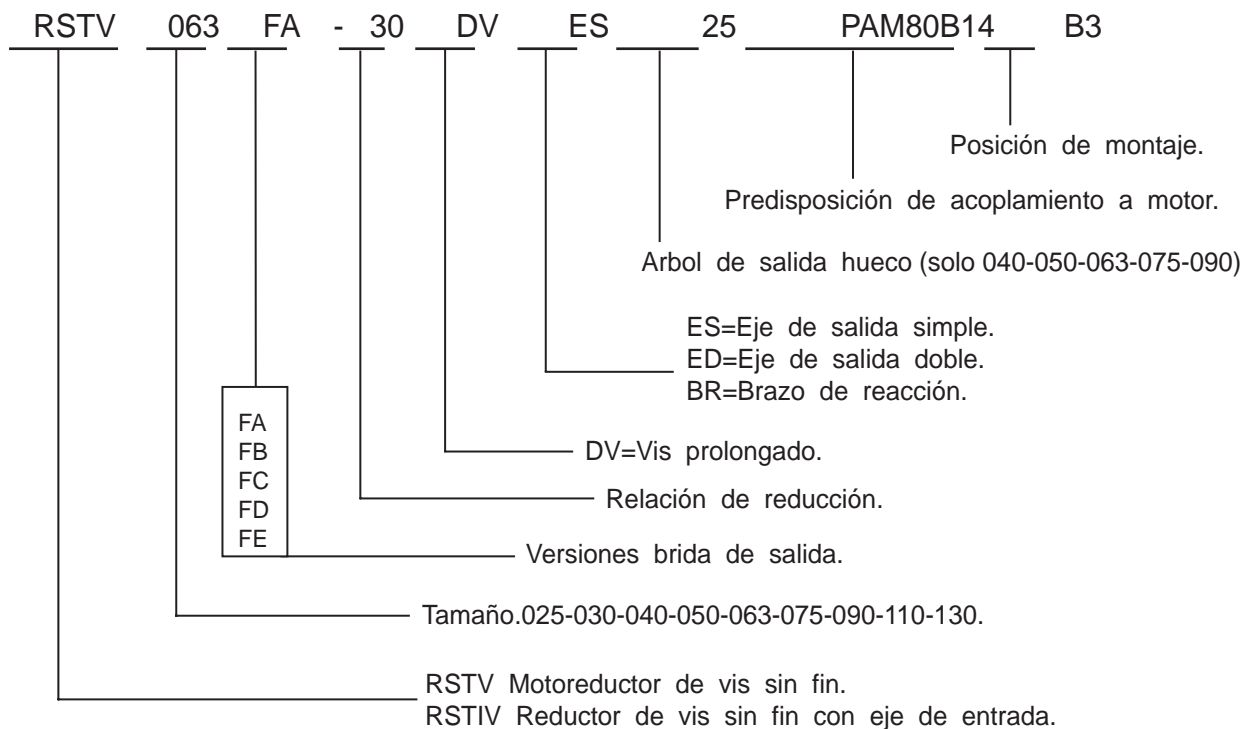 RSTV 063 FA - 30 DV ES 25 PAM80B14 B3
Posición de montaje.
Predisposición de acoplamiento a motor.
Arbol de salida hueco (solo 040-050-063-075-090)
ES=Eje de salida simple.
ED=Eje de salida doble.
BR=Brazo de reacción.
FA
FB
FC
FD
FE
DV=Vis prolongado.
Relación de reducción.
Versiones brida de salida.
Tamaño.025-030-040-050-063-075-090-110-130.
RSTV Motoreductor de vis sin fin.
RSTIV Reductor de vis sin fin con eje de entrada.